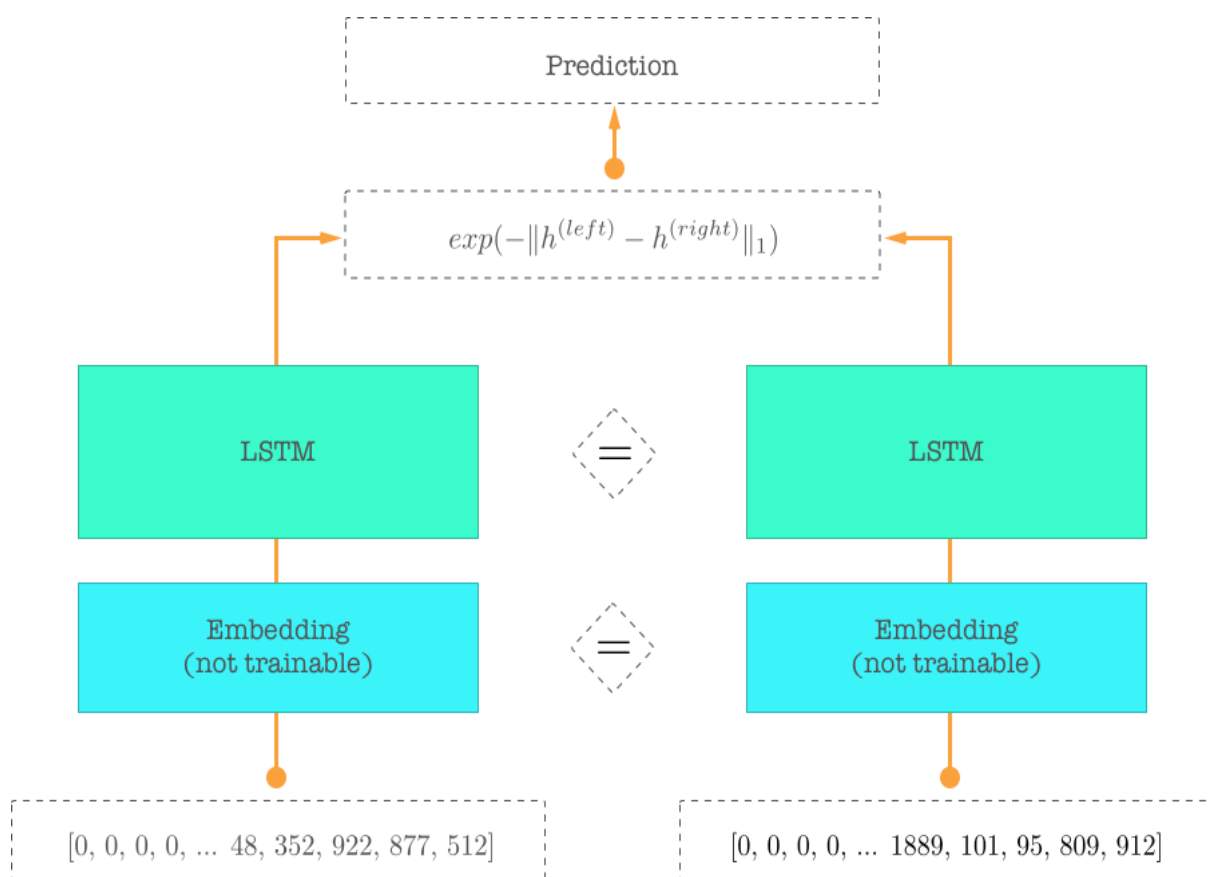 Prediction
exp(−‖h^(left) − h^(right)‖₁)
LSTM
=
LSTM
Embedding
(not trainable)
=
Embedding
(not trainable)
[0, 0, 0, 0, ... 48, 352, 922, 877, 512]
[0, 0, 0, 0, ... 1889, 101, 95, 809, 912]